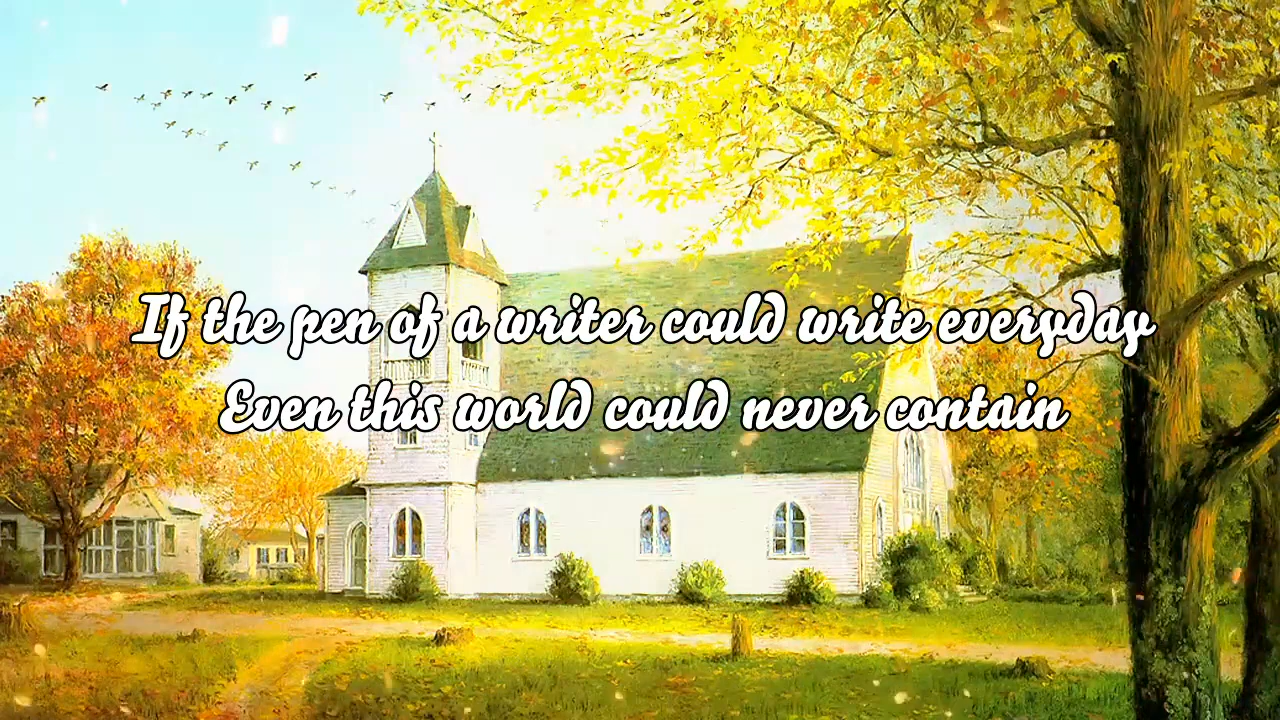 If the pen of a writer could write everyday
Even this world could never contain